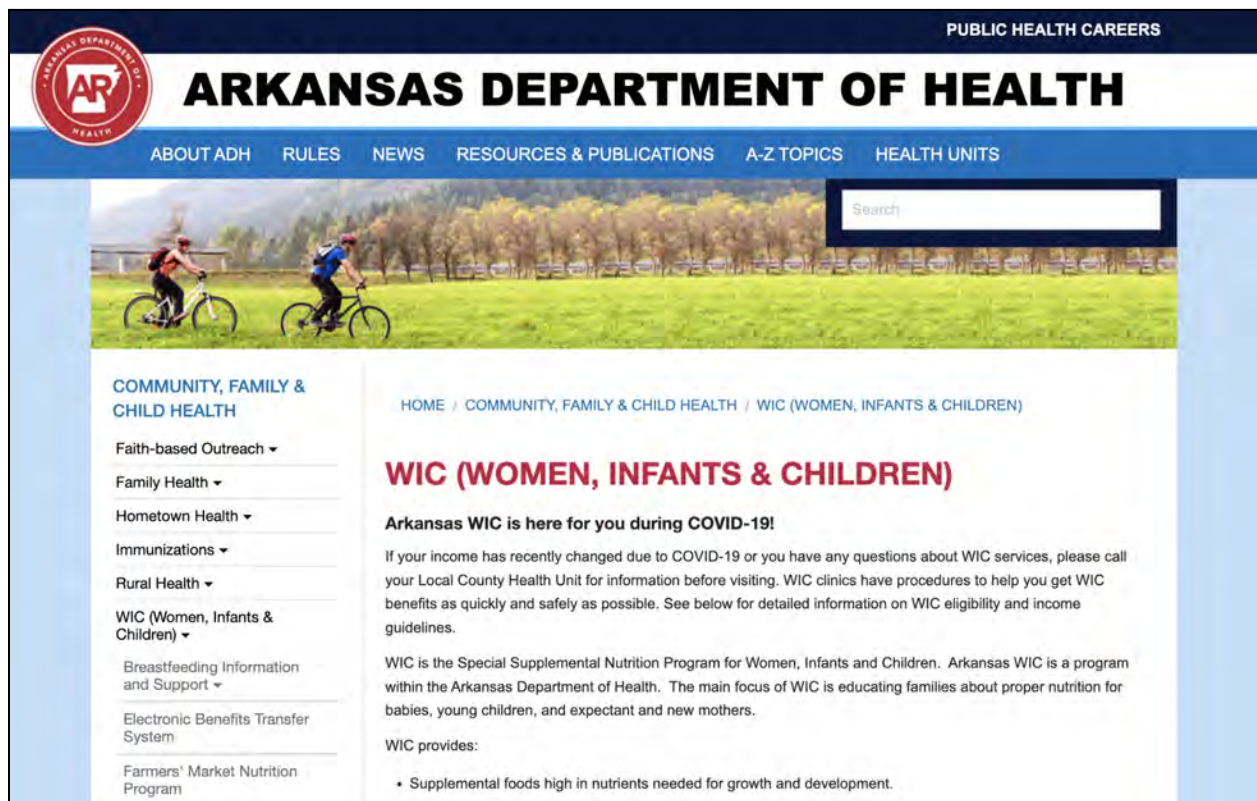 PUBLIC HEALTH CAREERS
ARKANSAS DEPARTMENT OF
HEALTH
AR
ARKANSAS DEPARTMENT OF HEALTH
ABOUT ADH RULES NEWS RESOURCES & PUBLICATIONS A-Z TOPICS HEALTH UNITS
Search
COMMUNITY, FAMILY &
CHILD HEALTH
Faith-based Outreach
Family Health
Hometown Health
Immunizations
Rural Health
WIC (Women, Infants &
Children)
Breastfeeding Information
and Support
Electronic Benefits Transfer
System
Farmers' Market Nutrition
Program
HOME / COMMUNITY, FAMILY & CHILD HEALTH / WIC (WOMEN, INFANTS & CHILDREN)
WIC (WOMEN, INFANTS & CHILDREN)
Arkansas WIC is here for you during COVID-19!
If your income has recently changed due to COVID-19 or you have any questions about WIC services, please call
your Local County Health Unit for information before visiting. WIC clinics have procedures to help you get WIC
benefits as quickly and safely as possible. See below for detailed information on WIC eligibility and income
guidelines.
WIC is the Special Supplemental Nutrition Program for Women, Infants and Children. Arkansas WIC is a program
within the Arkansas Department of Health. The main focus of WIC is educating families about proper nutrition for
babies, young children, and expectant and new mothers.
WIC provides:
• Supplemental foods high in nutrients needed for growth and development.